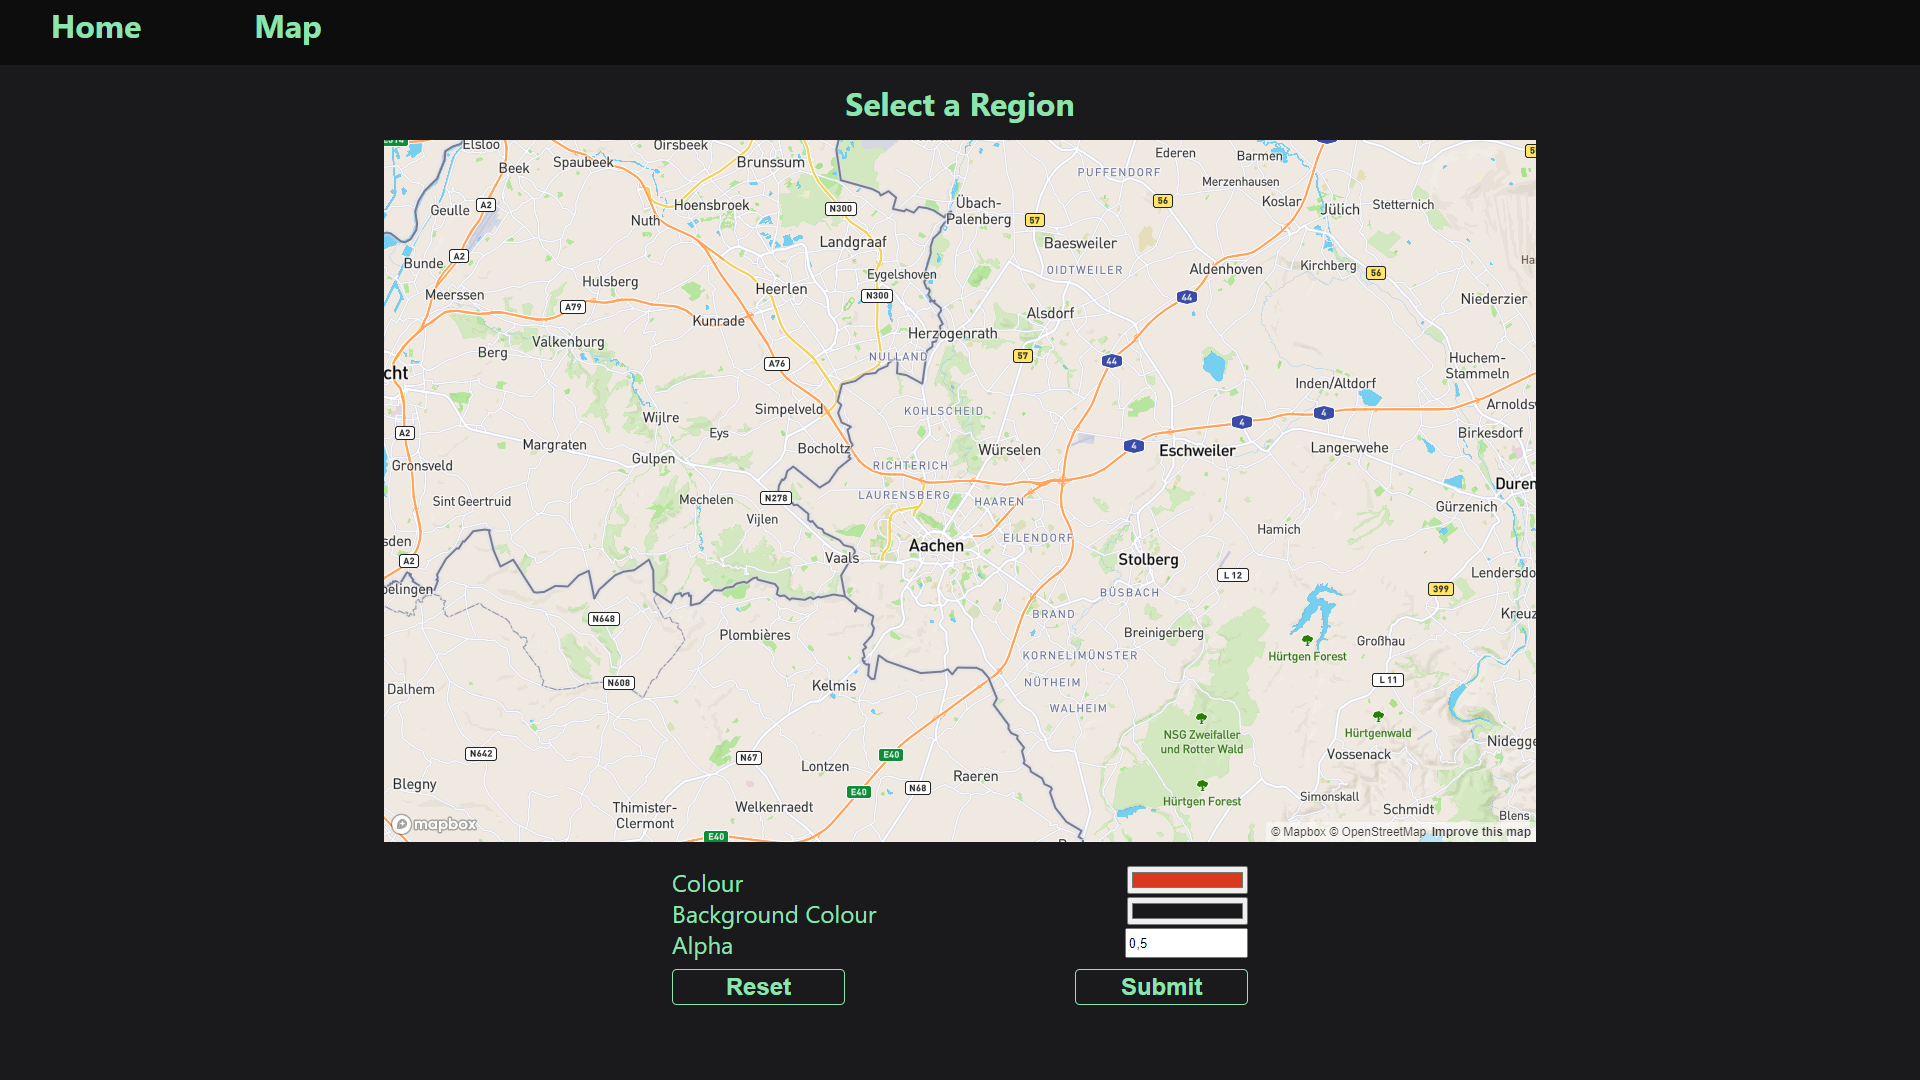 Home
Map
Select a Region
Elsloo
Oirsbeek
Ederen
Barmen
Beek
Spaubeek
Brunssum
PUFFENDORF
Merzenhausen
Geulle
A2
Hoensbroek
N300
Übach-
Palenberg
57
56
Koslar
Jülich
Stetternich
Nuth
Landgraaf
Baesweiler
Bunde
A2
Eygelshoven
OIDTWEILER
Aldenhoven
Kirchberg
56
Hulsberg
Heerlen
N300
44
Niederzier
Meerssen
A79
Kunrade
Herzogenrath
Alsdorf
Valkenburg
Berg
A76
NULLAND
57
44
Huchem-
Stammeln
cht
Inden/Altdorf
Simpelveld
KOHLSCHEID
4
Arnolds
Wijlre
A2
Eys
4
Birkesdorf
Margraten
Bocholtz
Würselen
4
Eschweiler
Langerwehe
Gronsveld
Gulpen
RICHTERICH
Duren
Sint Geertruid
Mechelen
N278
LAURENSBERG
HAAREN
Gürzenich
Vijlen
Hamich
sden
Aachen
EILENDORF
A2
Vaals
Stolberg
L 12
Lendersdo
elingen
BÜSBACH
399
N648
BRAND
Kreuz
Plombières
Breinigerberg
Großhau
KORNELIMÜNSTER
Hürtgen Forest
Dalhem
N608
Kelmis
NÜTHEIM
L 11
WALHEIM
N642
NSG Zweifaller
und Rotter Wald
Hürtgenwald
Nidegge
N67
Lontzen
E40
Vossenack
Blegny
Raeren
E40
N68
Hürtgen Forest
Simonskall
Thimister-
Clermont
Welkenraedt
Schmidt
Blens
mapbox
E40
© Mapbox © OpenStreetMap Improve this map
Colour
Background Colour
Alpha
0,5
Reset
Submit